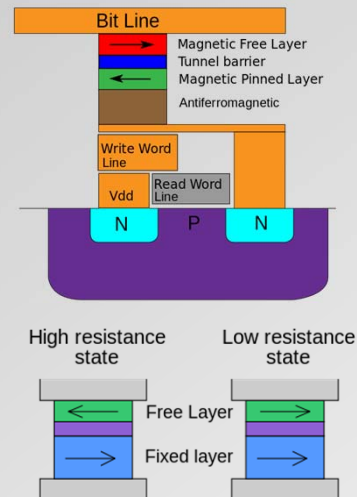 Bit Line
Magnetic Free Layer
Tunnel barrier
Magnetic Pinned Layer
Antiferromagnetic
Write Word
Line
Vdd
Read Word
Line
N
P
N
High resistance
state
Low resistance
state
Free Layer
Fixed layer